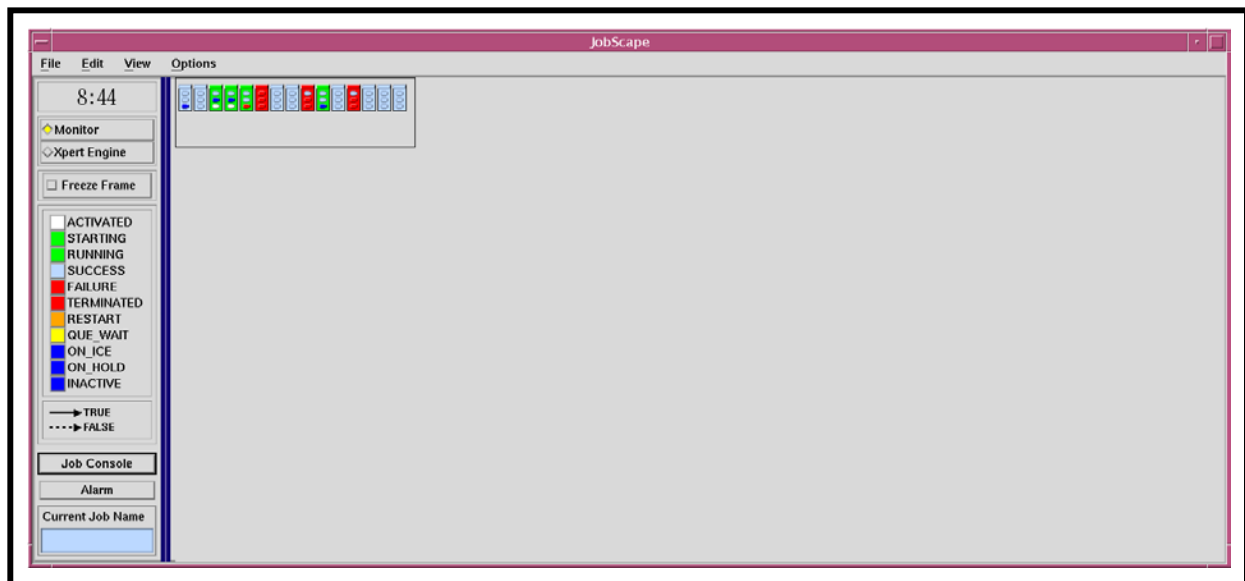 JobScape
File Edit View Options
8:44
Monitor
Xpert Engine
Freeze Frame
ACTIVATED
STARTING
RUNNING
SUCCESS
FAILURE
TERMINATED
RESTART
QUE_WAIT
ON_ICE
ON_HOLD
INACTIVE
TRUE
FALSE
Job Console
Alarm
Current Job Name